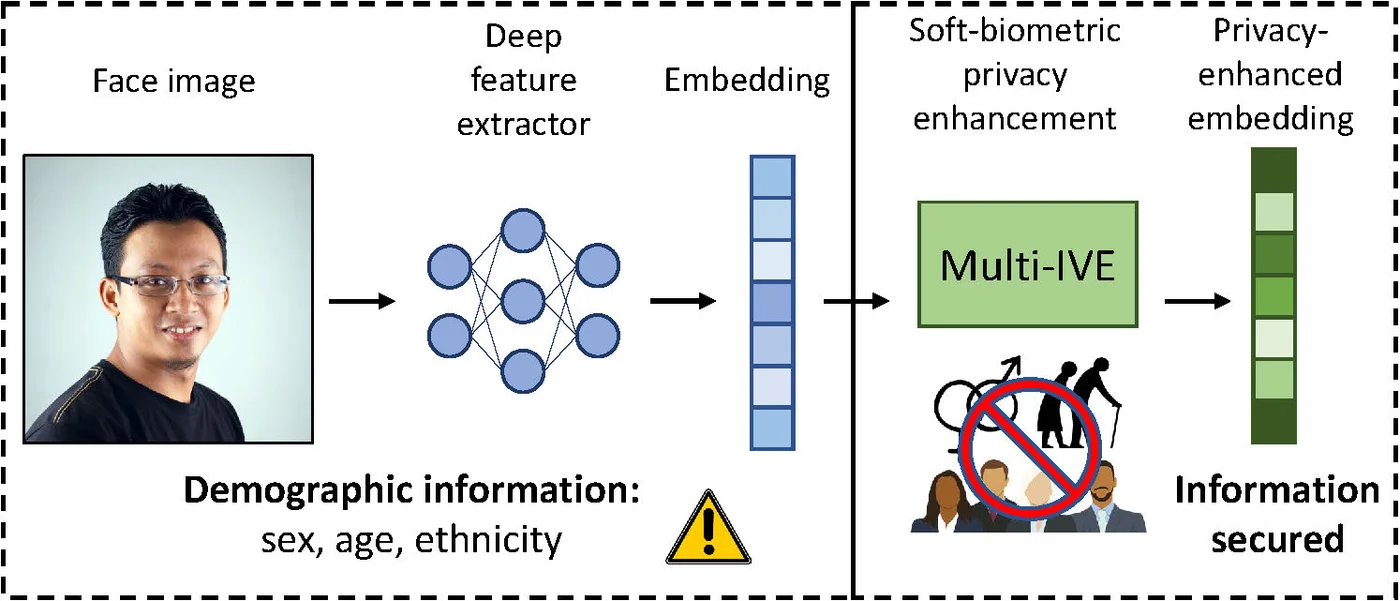 Face image
Deep
feature
extractor
Embedding
Soft-biometric
privacy
enhancement
Privacy-
enhanced
embedding
Multi-IVE
Demographic information:
sex, age, ethnicity
!
Information
secured